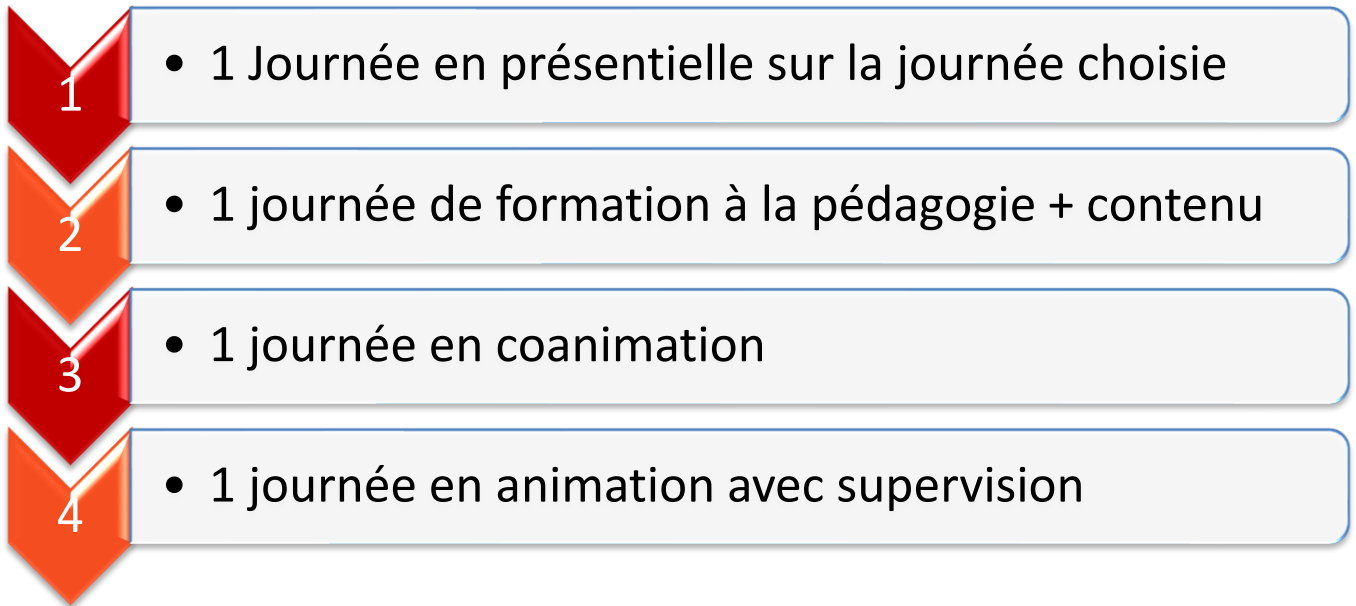 1
• 1 Journée en présentielle sur la journée choisie
2
• 1 journée de formation à la pédagogie + contenu
3
• 1 journée en coanimation
4
• 1 journée en animation avec supervision